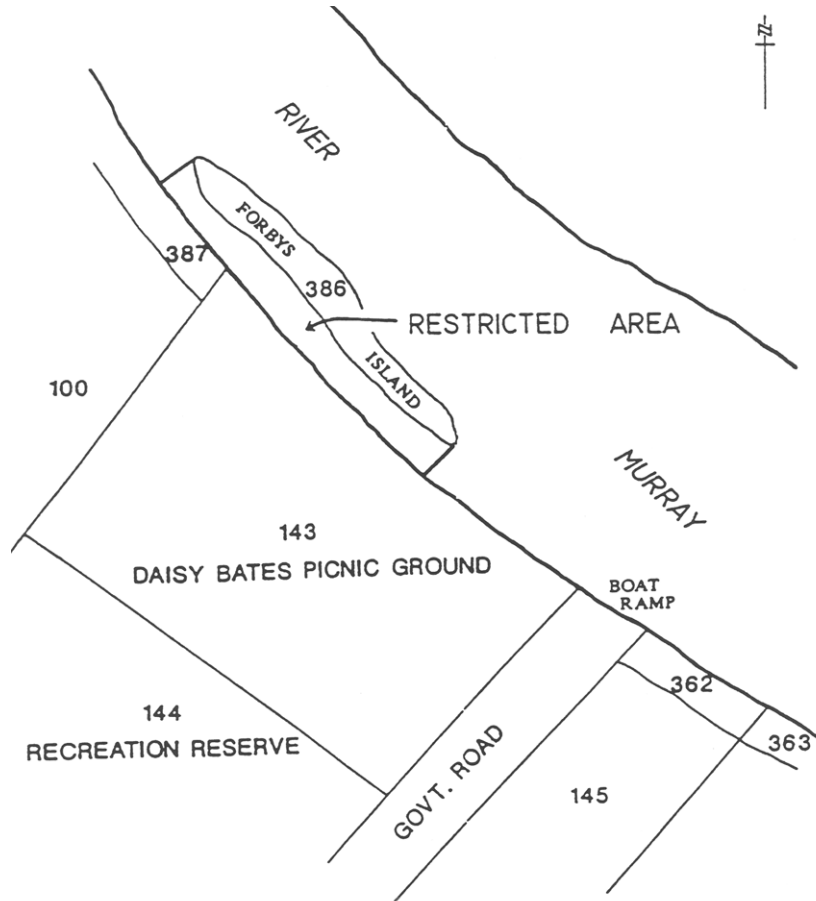 N
RIVER
FORBYS
387
386
RESTRICTED AREA
100
ISLAND
MURRAY
143
DAISY BATES PICNIC GROUND
BOAT
RAMP
362
144
RECREATION RESERVE
363
GOVT. ROAD
145